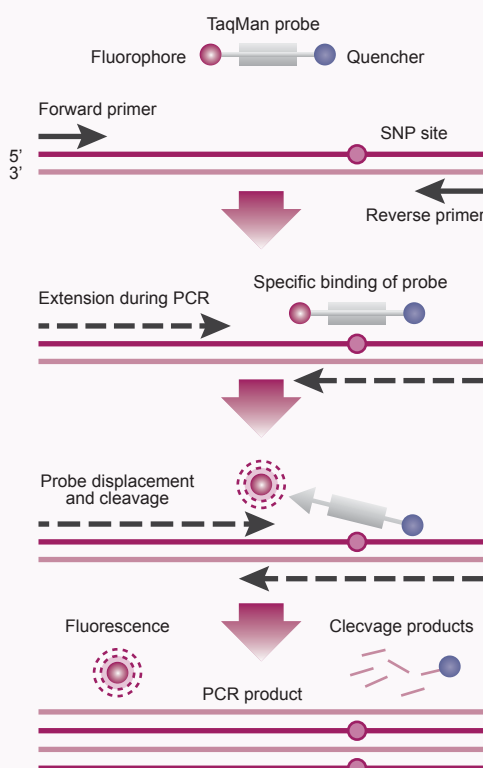 TaqMan probe
Fluorophore
Quencher
Forward primer
SNP site
5’
3’
Reverse primer
Specific binding of probe
Extension during PCR
Probe displacement
and cleavage
Fluorescence
Clecvage products
PCR product